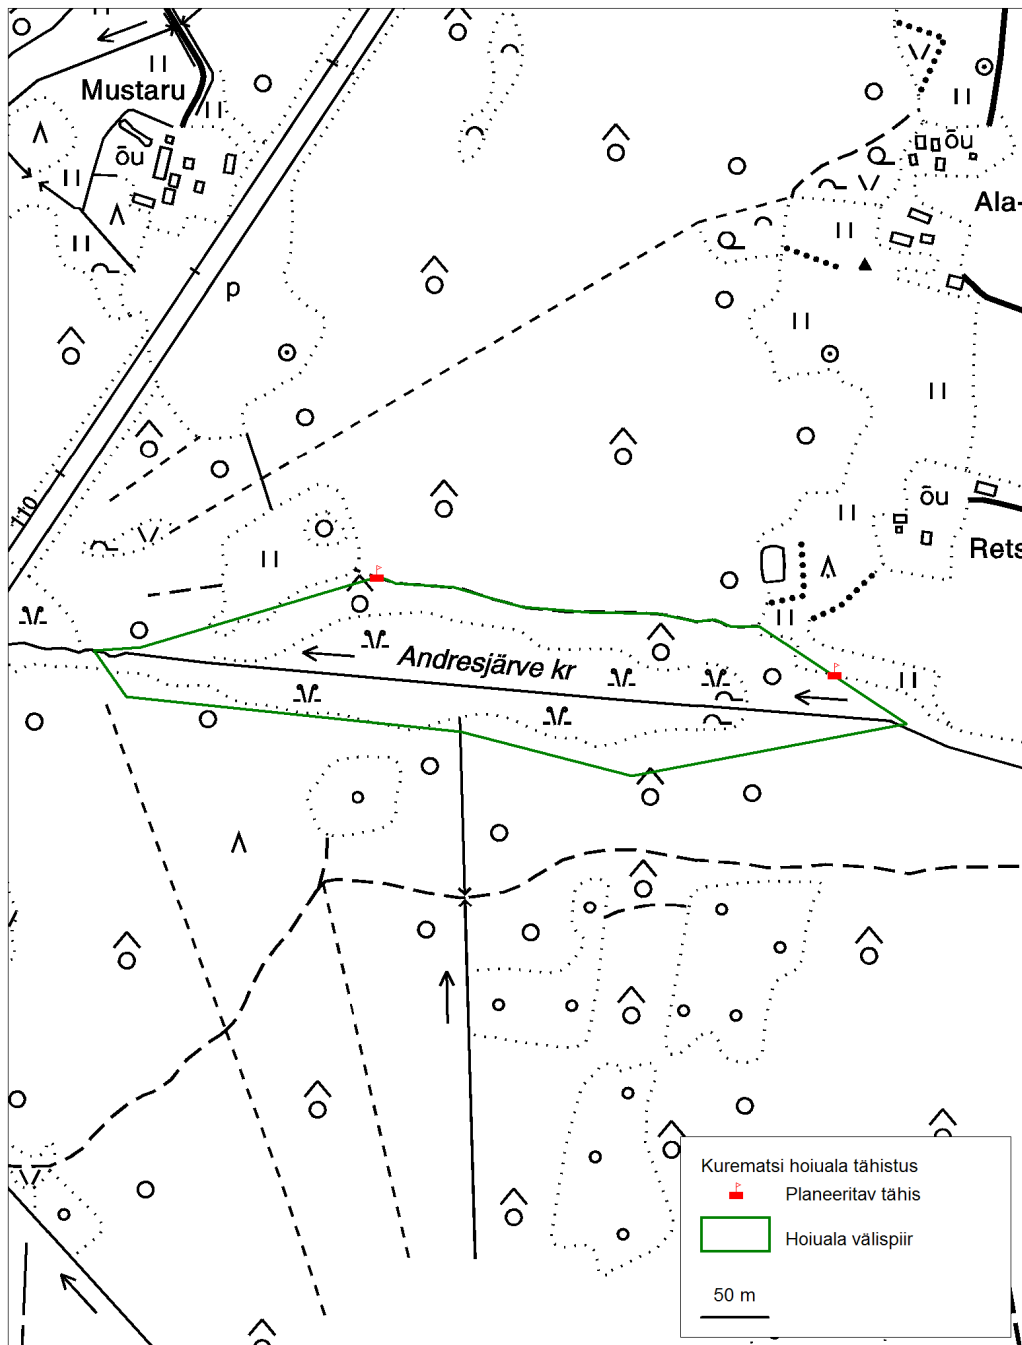 Mustaru
õu
õu
Ala-
p
110
õu
Rets
Andresjärve kr
Kurematsi hoiuala tähistus
Planeeritav tähis
Hoiuala välispiir
50 m